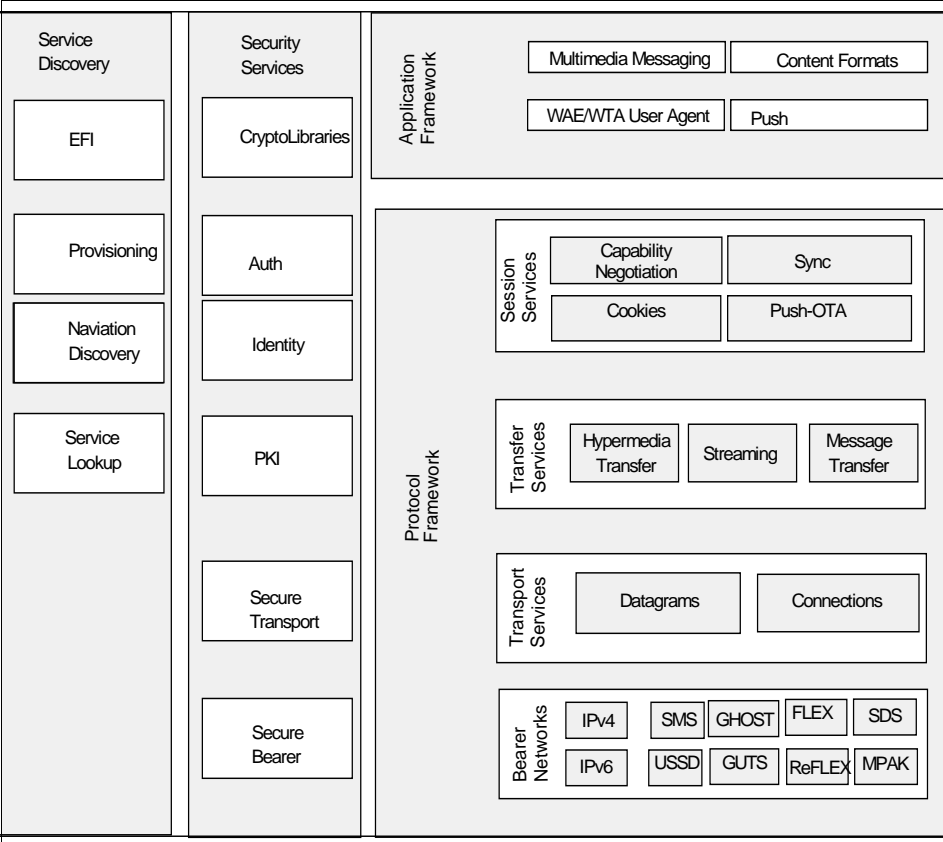 Service
Discovery
EFI
Provisioning
Naviation
Discovery
Service
Lookup
Security
Services
CryptoLibraries
Auth
Identity
PKI
Secure
Transport
Secure
Bearer
Application
Framework
Multimedia Messaging
Content Formats
WAE/WTA User Agent
Push
Protocol
Framework
Session
Services
Capability
Negotiation
Sync
Cookies
Push-OTA
Transfer
Services
Hypermedia
Transfer
Streaming
Message
Transfer
Transport
Services
Datagrams
Connections
Bearer
Networks
IPv4
SMS
GHOST
FLEX
SDS
IPv6
USSD
GUTS
ReFLEX
MPAK